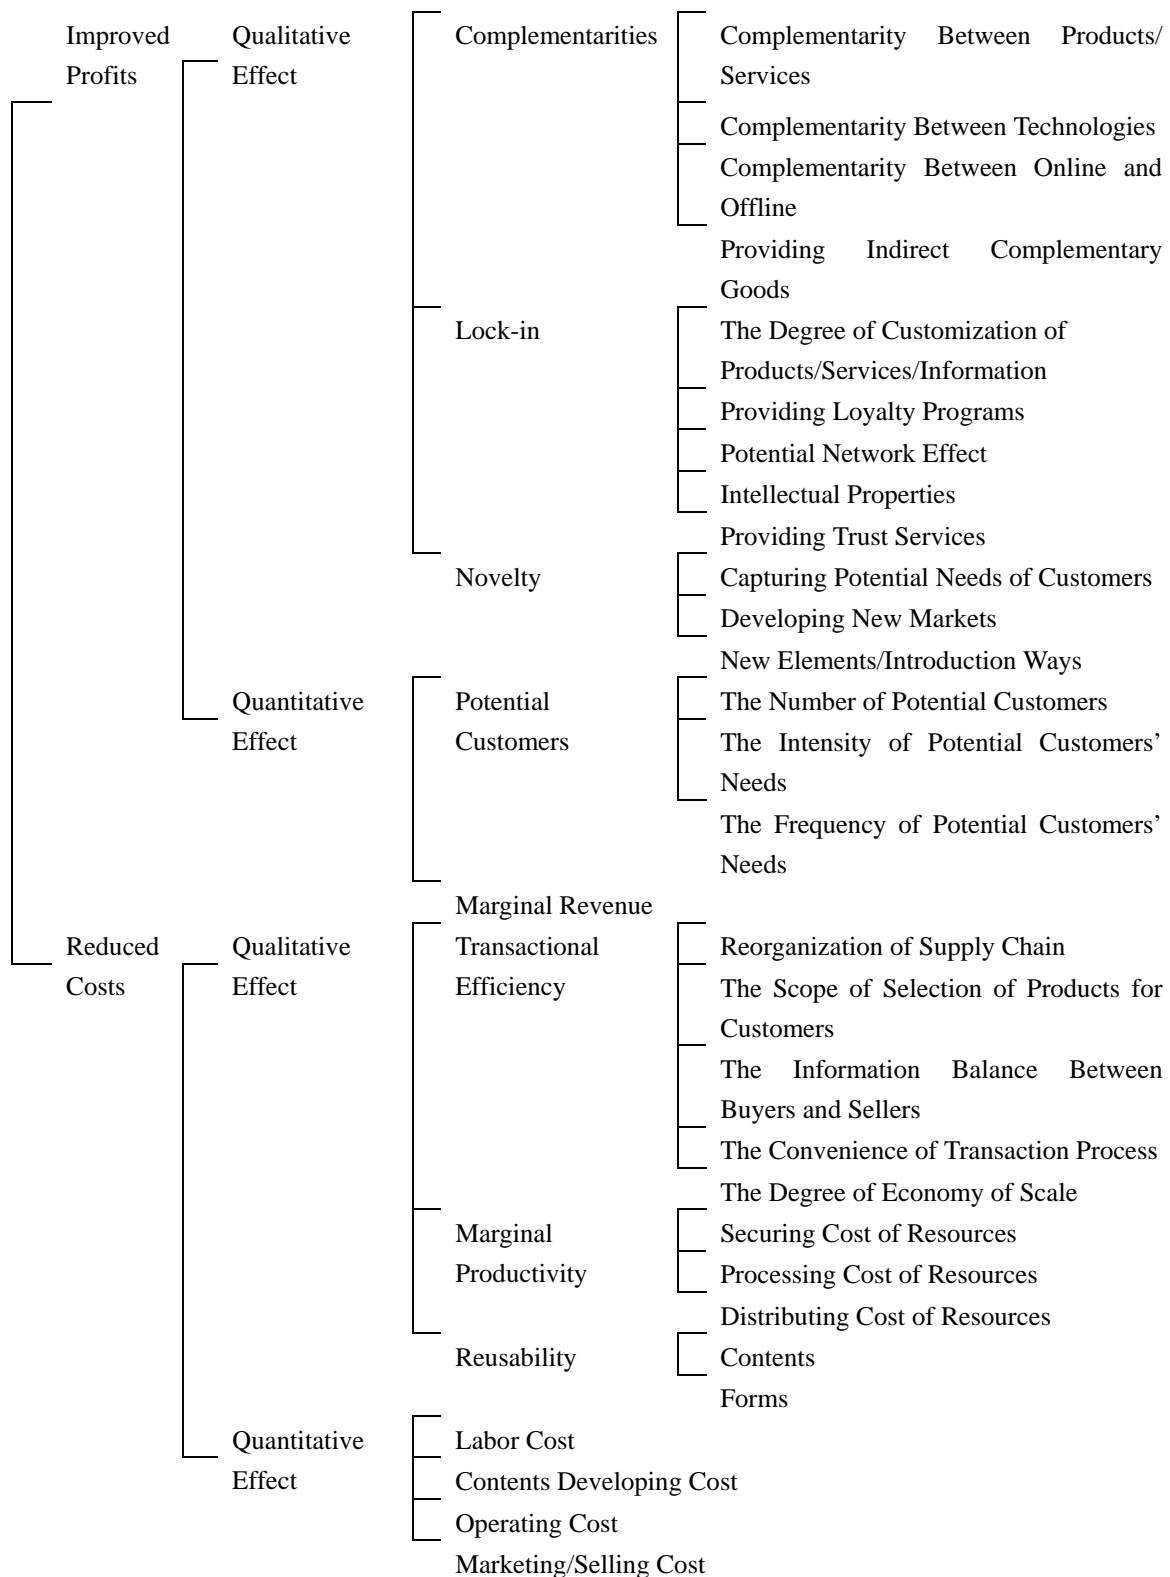 Improved Qualitative Complementarities Complementarity Between Products/
Profits Effect Services
Complementarity Between Technologies
Complementarity Between Online and
Offline
Providing Indirect Complementary
Goods
Lock-in The Degree of Customization of
Products/Services/Information
Providing Loyalty Programs
Potential Network Effect
Intellectual Properties
Providing Trust Services
Novelty Capturing Potential Needs of Customers
Developing New Markets
New Elements/Introduction Ways
Quantitative Potential The Number of Potential Customers
Effect Customers The Intensity of Potential Customers’
Needs
The Frequency of Potential Customers’
Needs
Marginal Revenue
Reduced Qualitative Transactional Reorganization of Supply Chain
Costs Effect Efficiency The Scope of Selection of Products for
Customers
The Information Balance Between
Buyers and Sellers
The Convenience of Transaction Process
The Degree of Economy of Scale
Marginal Securing Cost of Resources
Productivity Processing Cost of Resources
Distributing Cost of Resources
Reusability Contents
Forms
Quantitative Labor Cost
Effect Contents Developing Cost
Operating Cost
Marketing/Selling Cost